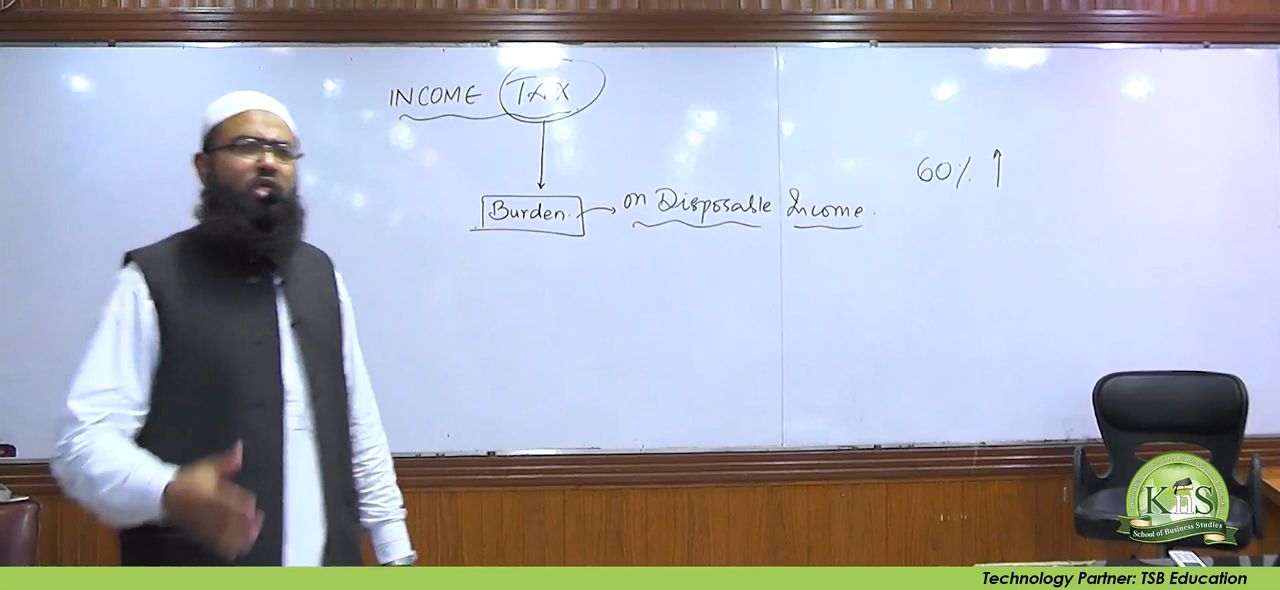 INCOME TAX
60% ↑
Burden. → on Disposable Income.
KnS
School of Business Studies
Technology Partner: TSB Education